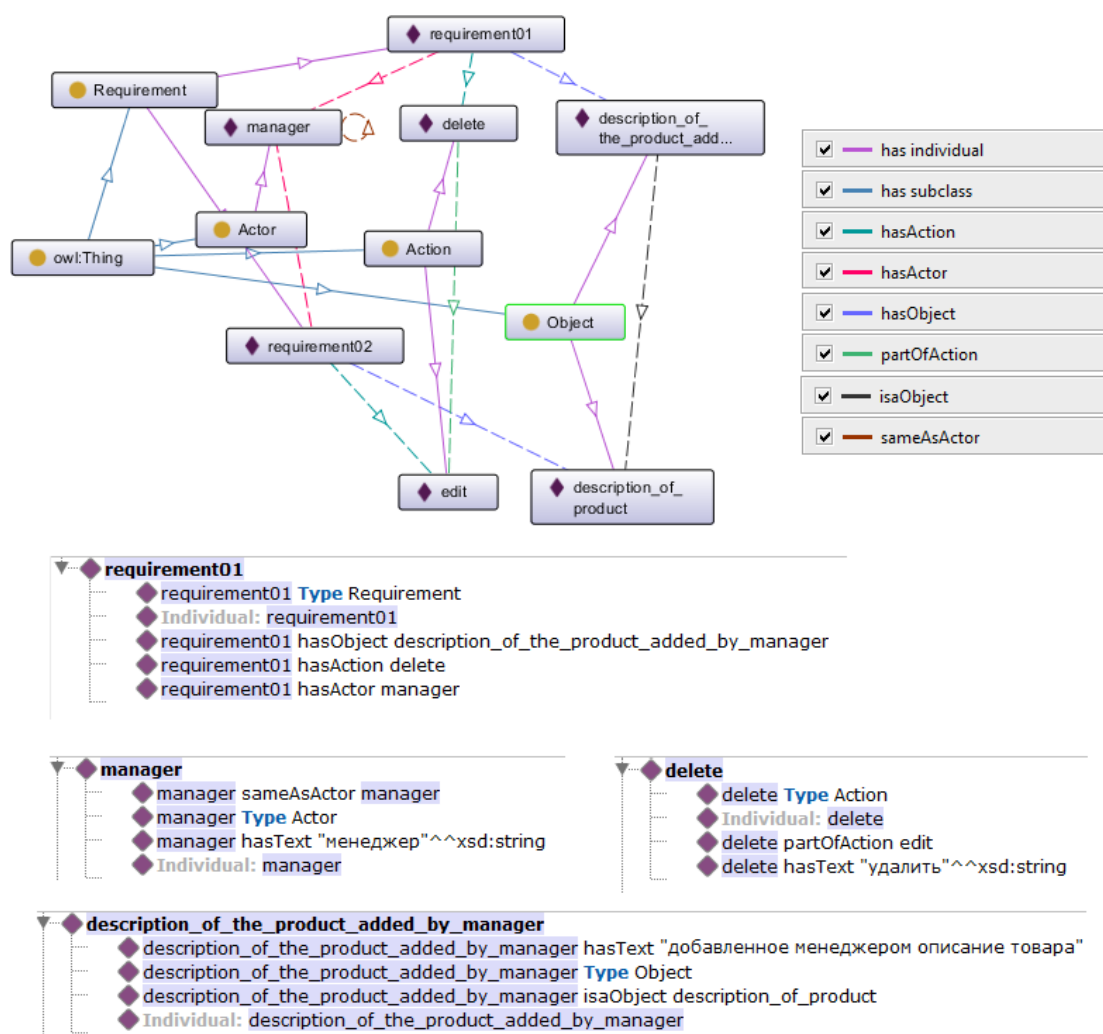 requirement01
Requirement
manager
delete
description_of_
the_product_add...
Actor
Action
owl:Thing
Object
requirement02
edit
description_of_
product
has individual
has subclass
hasAction
hasActor
hasObject
partOfAction
isaObject
sameAsActor
requirement01
requirement01 Type Requirement
Individual: requirement01
requirement01 hasObject description_of_the_product_added_by_manager
requirement01 hasAction delete
requirement01 hasActor manager
manager
manager sameAsActor manager
manager Type Actor
manager hasText "менеджер"^^xsd:string
Individual: manager
delete
delete Type Action
Individual: delete
delete partOfAction edit
delete hasText "удалить"^^xsd:string
description_of_the_product_added_by_manager
description_of_the_product_added_by_manager hasText "добавленное менеджером описание товара"
description_of_the_product_added_by_manager Type Object
description_of_the_product_added_by_manager isaObject description_of_product
Individual: description_of_the_product_added_by_manager